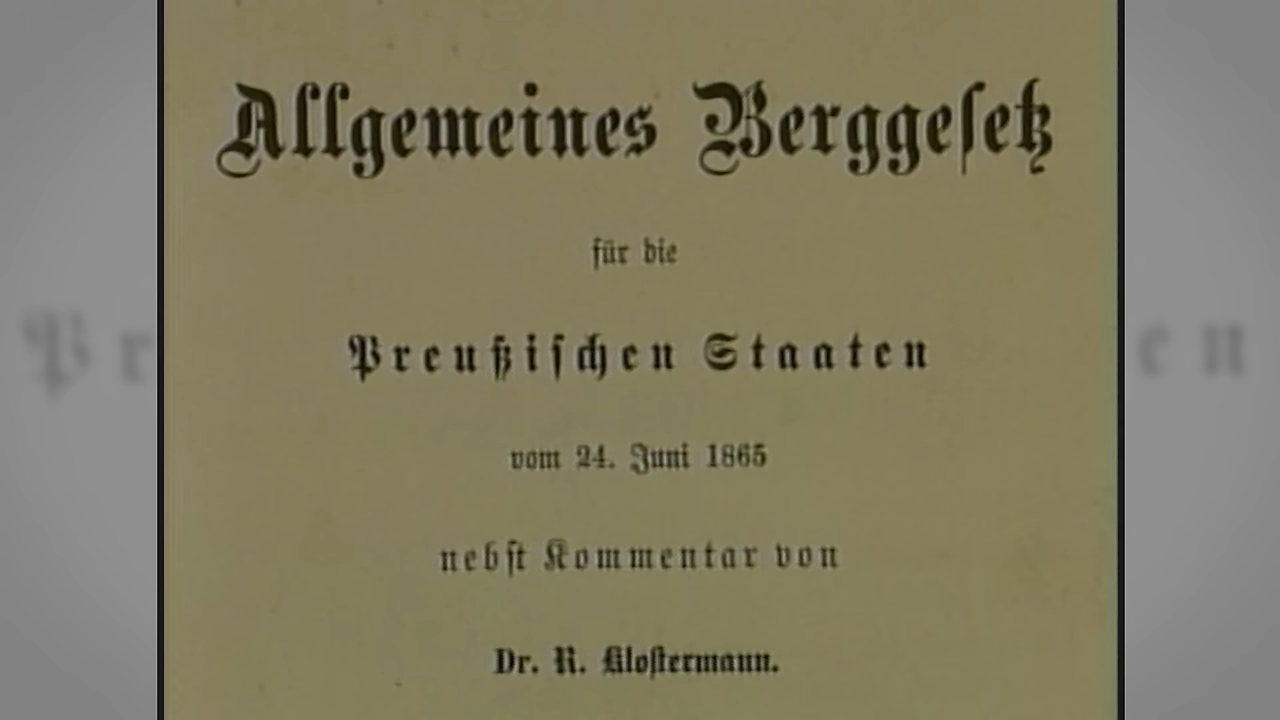 Allgemeines Berggeſetz
für die
Preußiſchen Staaten
vom 24. Juni 1865
nebſt Kommentar von
Dr. R. Kloſtermann.